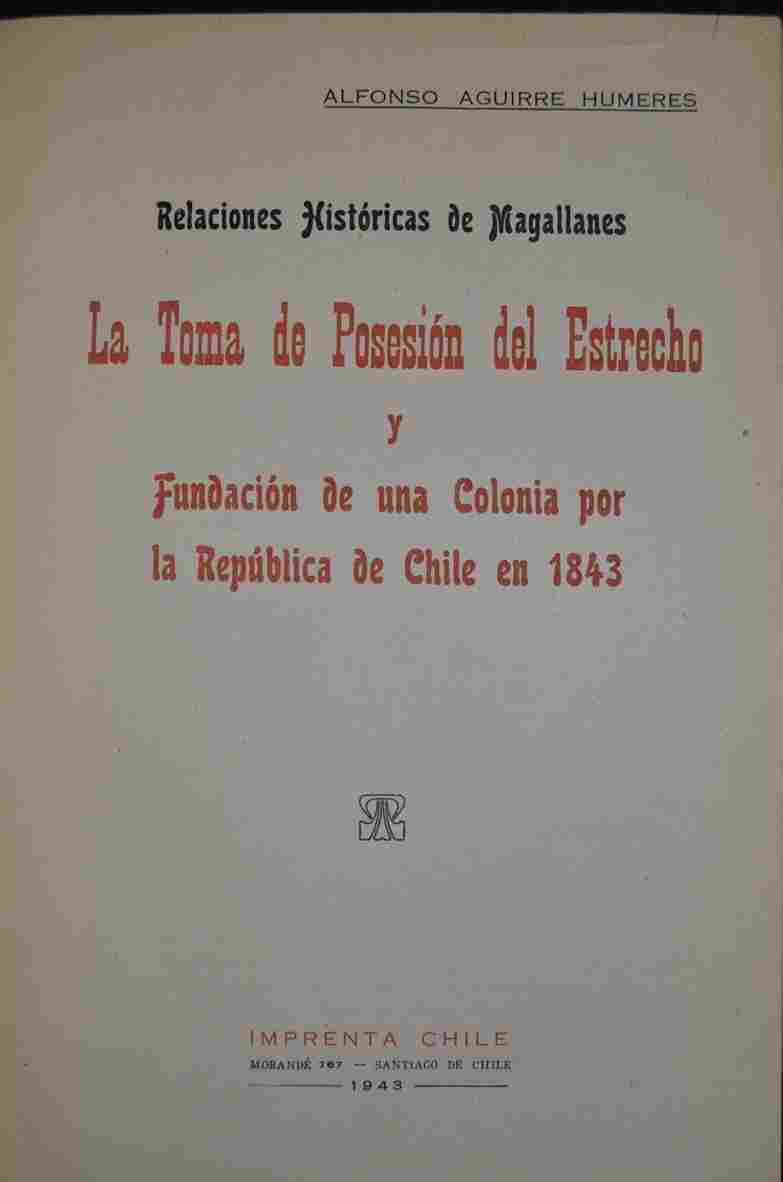 ALFONSO AGUIRRE HUMERES
Relaciones Históricas de Magallanes
La Toma de Posesión del Estrecho
y
Fundación de una Colonia por
la República de Chile en 1843
IMPRENTA CHILE
MORANDÉ 767 — SANTIAGO DE CHILE
1943